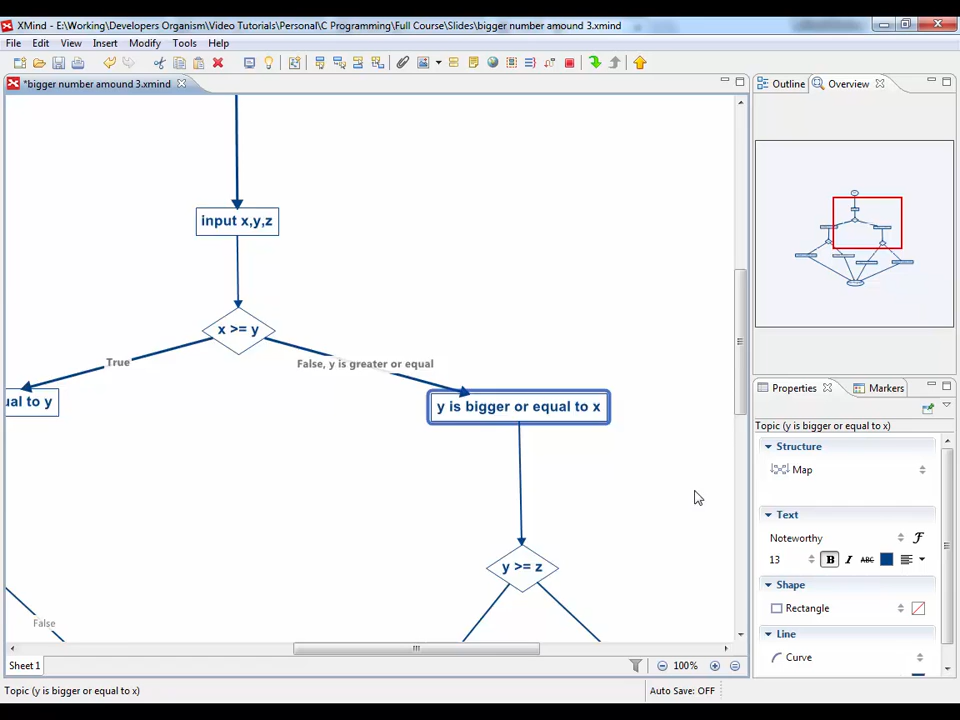 XMind - E:\Working\Developers Organism\Video Tutorials\Personal\C Programming\Full Course\Slides\bigger number amound 3.xmind
File Edit View Insert Modify Tools Help
*bigger number amound 3.xmind
Outline Overview
input x,y,z
x >= y
True
False, y is greater or equal
ual to y
y is bigger or equal to x
y >= z
False
Properties Markers
Topic (y is bigger or equal to x)
Structure
Map
Text
Noteworthy
13 B I ABC
Shape
Rectangle
Line
Curve
Sheet 1
100%
Topic (y is bigger or equal to x)
Auto Save: OFF